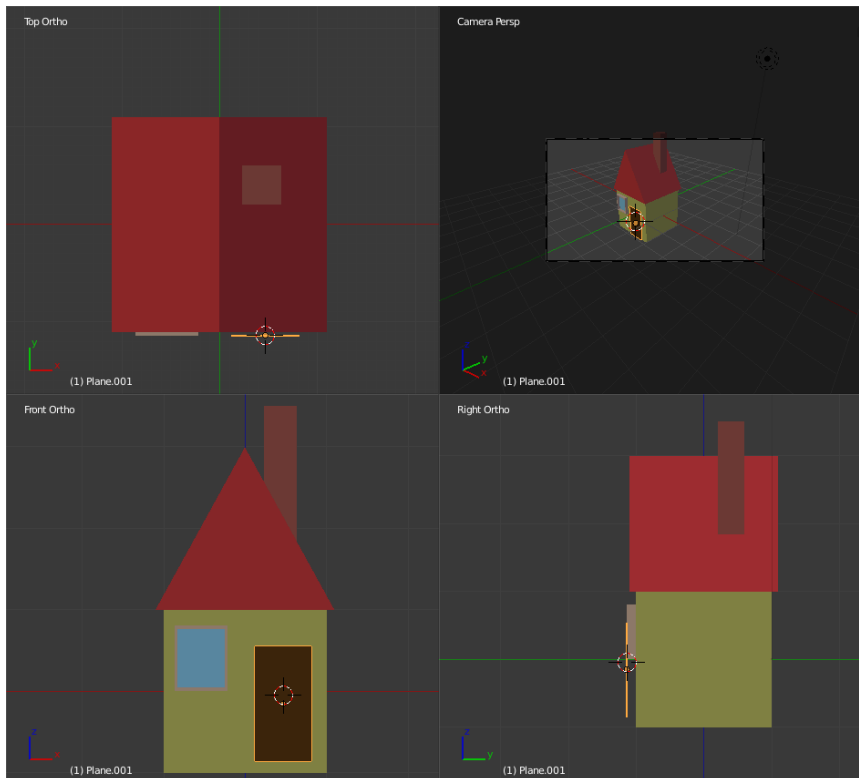 Top Ortho
Camera Persp
y
x
(1) Plane.001
z
y
x
(1) Plane.001
Front Ortho
Right Ortho
z
x
(1) Plane.001
z
y
(1) Plane.001